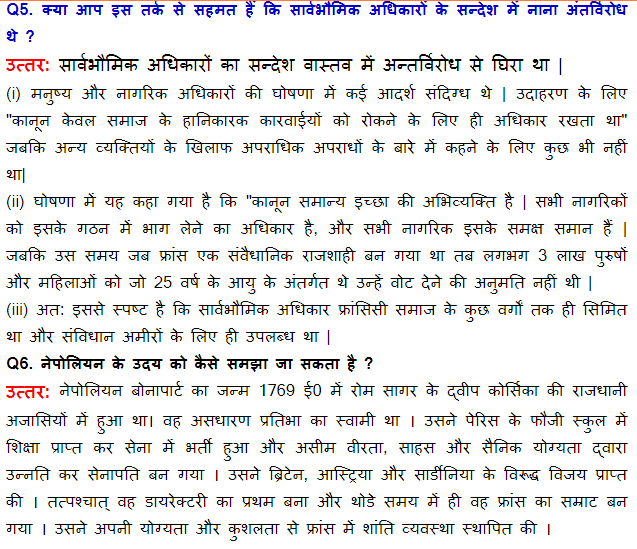 Q5. क्या आप इस तर्क से सहमत हैं कि सार्वभौमिक अधिकारों के सन्देश में नाना अंतर्विरोध
थे ?
उत्तर: सार्वभौमिक अधिकारों का सन्देश वास्तव में अन्तर्विरोध से घिरा था |
(i) मनुष्य और नागरिक अधिकारों की घोषणा में कई आदर्श संदिग्ध थे | उदाहरण के लिए
"कानून केवल समाज के हानिकारक कारवाईयों को रोकने के लिए ही अधिकार रखता था"
जबकि अन्य व्यक्तियों के खिलाफ अपराधिक अपराधों के बारे में कहने के लिए कुछ भी नहीं
था|
(ii) घोषणा में यह कहा गया है कि "कानून समान्य इच्छा की अभिव्यक्ति है | सभी नागरिकों
को इसके गठन में भाग लेने का अधिकार है, और सभी नागरिक इसके समक्ष समान हैं |
जबकि उस समय जब फ्रांस एक संवैधानिक राजशाही बन गया था तब लगभग 3 लाख पुरुषों
और महिलाओं को जो 25 वर्ष के आयु के अंतर्गत थे उन्हें वोट देने की अनुमति नहीं थी |
(iii) अत: इससे स्पष्ट है कि सार्वभौमिक अधिकार फ्रांसिसी समाज के कुछ वर्गों तक ही सिमित
था और संविधान अमीरों के लिए ही उपलब्ध था |
Q6. नेपोलियन के उदय को कैसे समझा जा सकता है ?
उत्तर: नेपोलियन बोनापार्ट का जन्म 1769 ई0 में रोम सागर के द्वीप कोर्सिका की राजधानी
अजासियों में हुआ था। वह असधारण प्रतिभा का स्वामी था । उसने पेरिस के फौजी स्कुल में
शिक्षा प्राप्त कर सेना में भर्ती हुआ और असीम वीरता, साहस और सैनिक योग्यता द्वारा
उन्नति कर सेनापति बन गया । उसने ब्रिटेन, आस्ट्रिया और सार्डीनिया के विरूद्ध विजय प्राप्त
की । तत्पश्चात् वह डायरेक्टरी का प्रथम बना और थोडे समय में ही वह फ्रांस का सम्राट बन
गया । उसने अपनी योग्यता और कुशलता से फ्रांस में शांति व्यवस्था स्थापित की ।